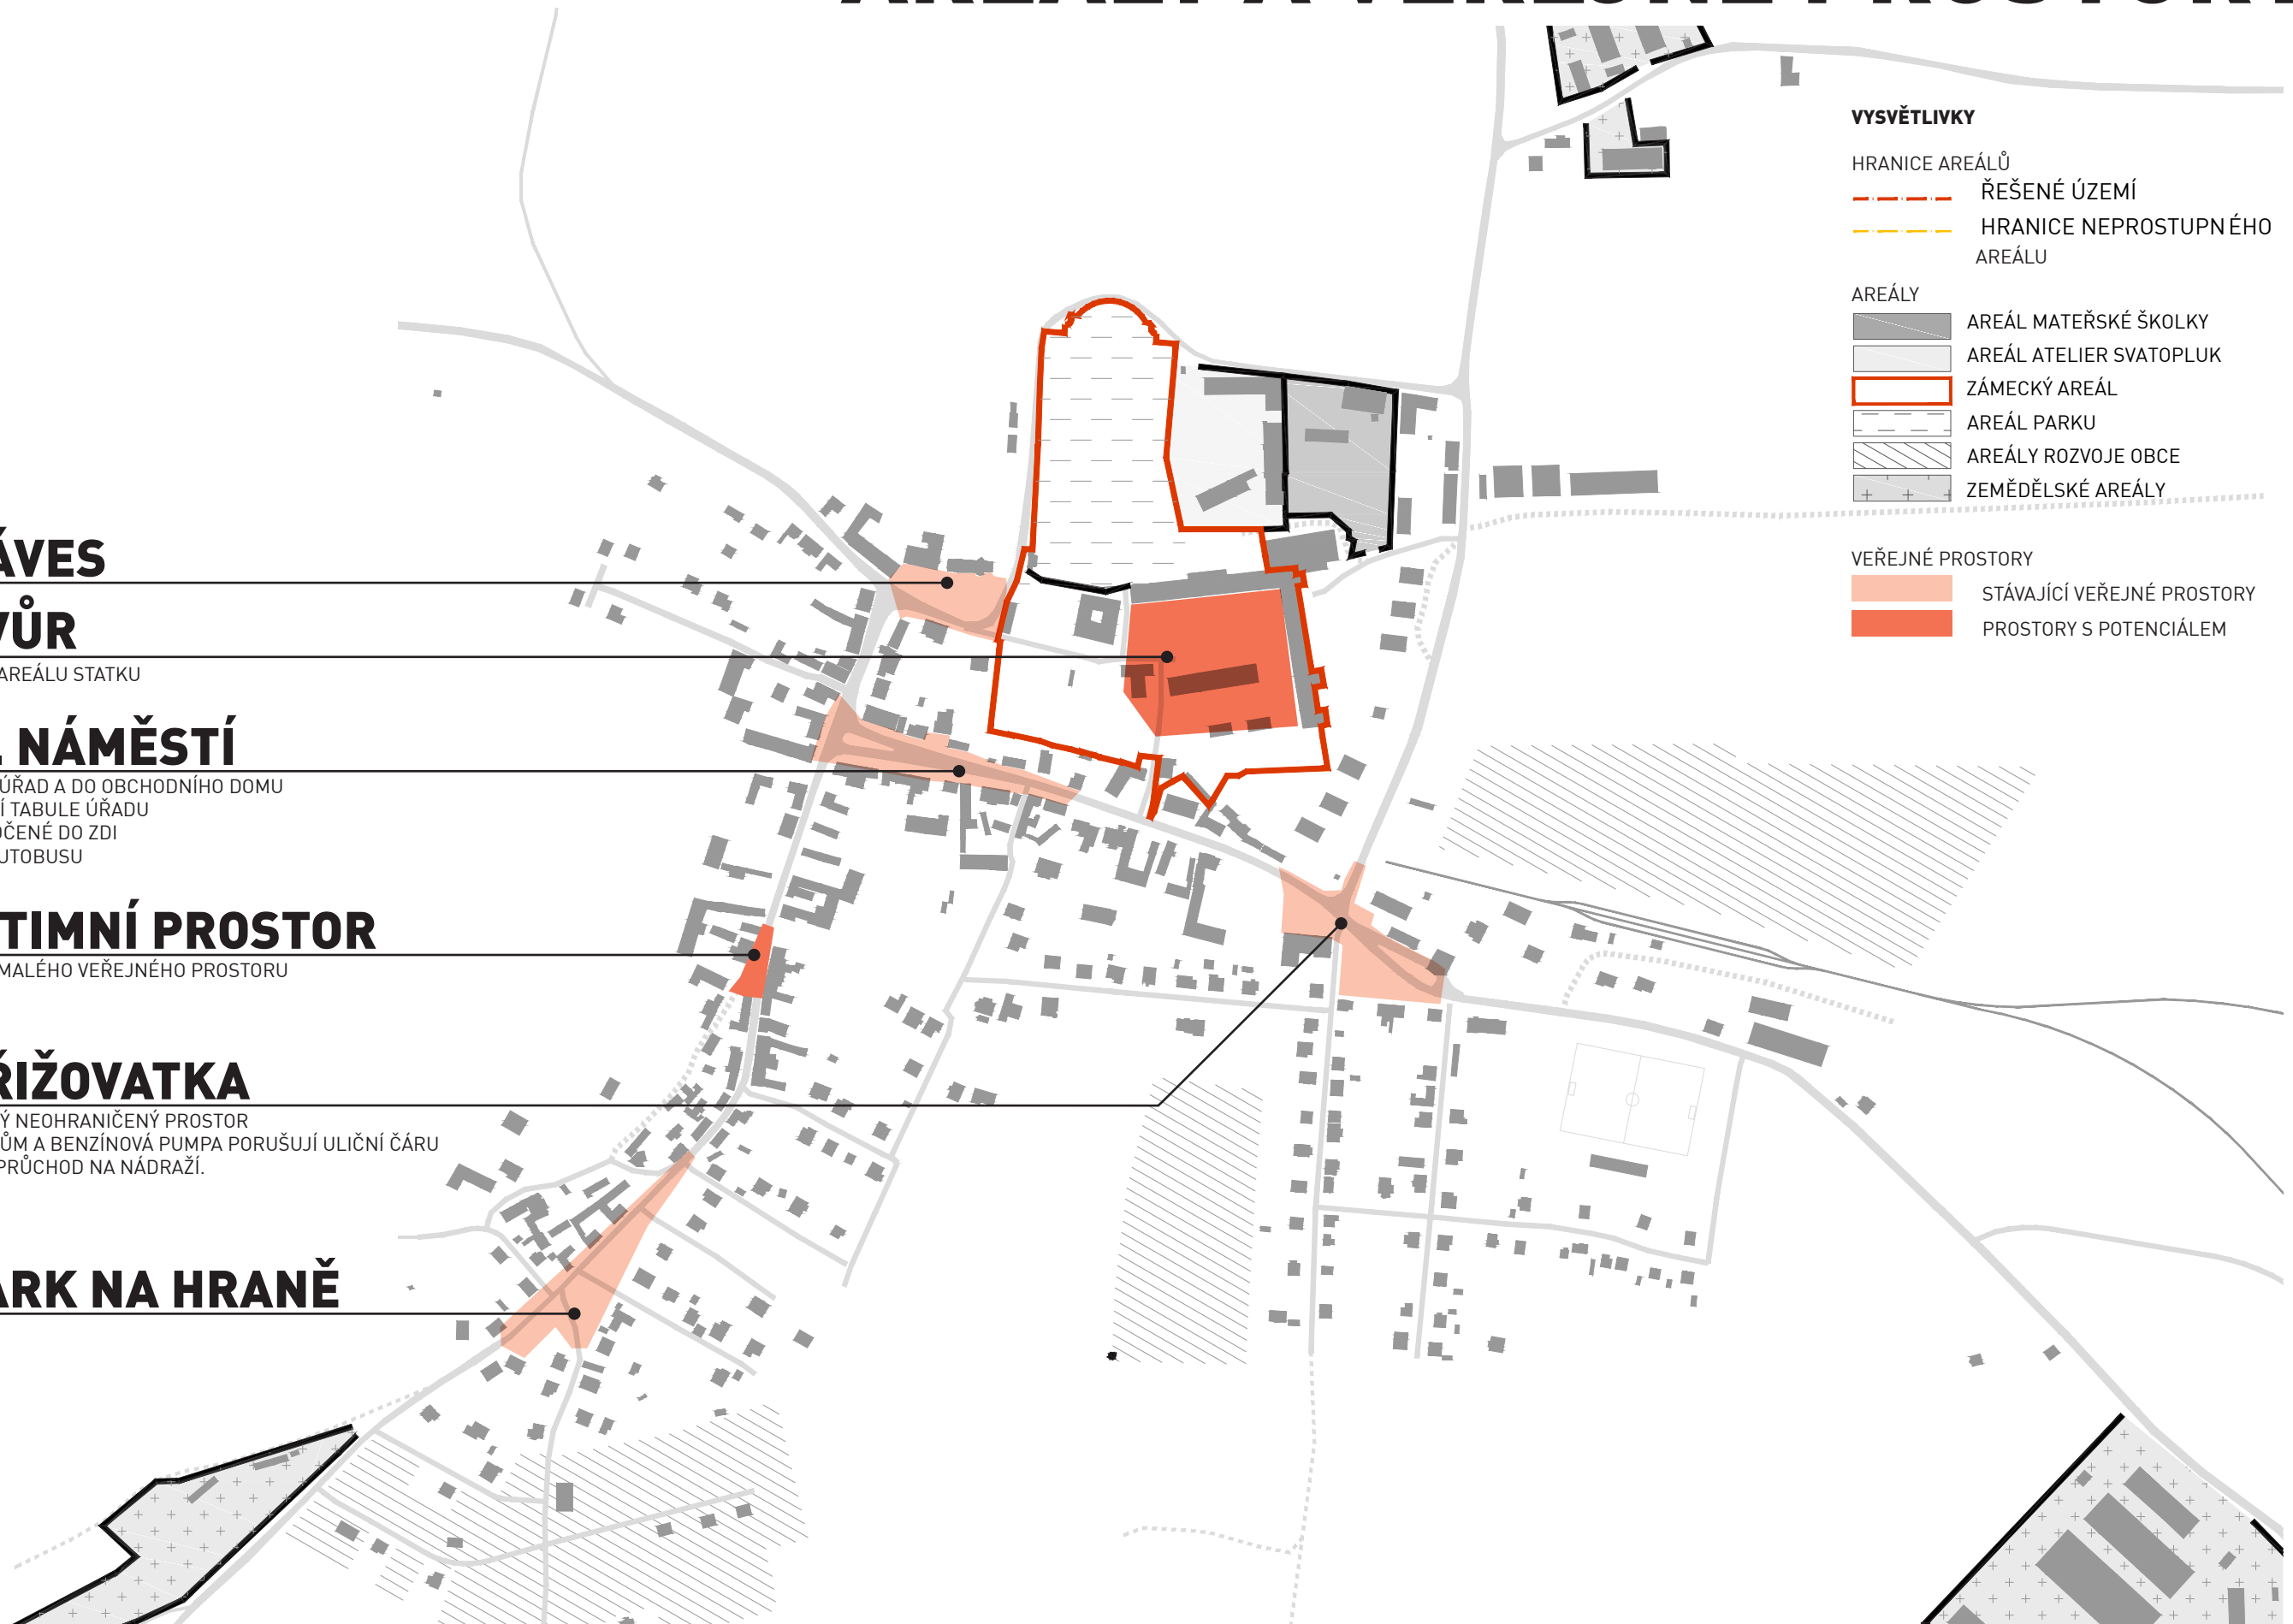 AREÁLY A VEŘEJNÉ PROSTORY
VYSVĚTLIVKY
HRANICE AREÁLŮ
ŘEŠENÉ ÚZEMÍ
HRANICE NEPROSTUPNÉHO
AREÁLU
AREÁLY
AREÁL MATEŘSKÉ ŠKOLKY
AREÁL ATELIER SVATOPLUK
ZÁMECKÝ AREÁL
AREÁL PARKU
AREÁLY ROZVOJE OBCE
ZEMĚDĚLSKÉ AREÁLY
VEŘEJNÉ PROSTORY
STÁVAJÍCÍ VEŘEJNÉ PROSTORY
PROSTORY S POTENCIÁLEM
ÁVES
VŮR
AREÁLU STATKU
. NÁMĚSTÍ
ÚŘAD A DO OBCHODNÍHO DOMU
Í TABULE ÚŘADU
OČENÉ DO ZDI
UTOBUSU
TIMNÍ PROSTOR
MALÉHO VEŘEJNÉHO PROSTORU
ŘIŽOVATKA
Ý NEOHRANIČENÝ PROSTOR
ŮM A BENZÍNOVÁ PUMPA PORUŠUJÍ ULIČNÍ ČÁRU
PRŮCHOD NA NÁDRAŽÍ.
ARK NA HRANĚ